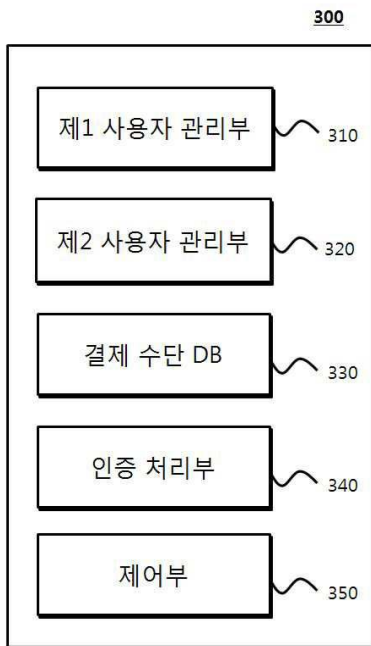 300
제1 사용자 관리부
310
제2 사용자 관리부
320
결제 수단 DB
330
인증 처리부
340
제어부
350